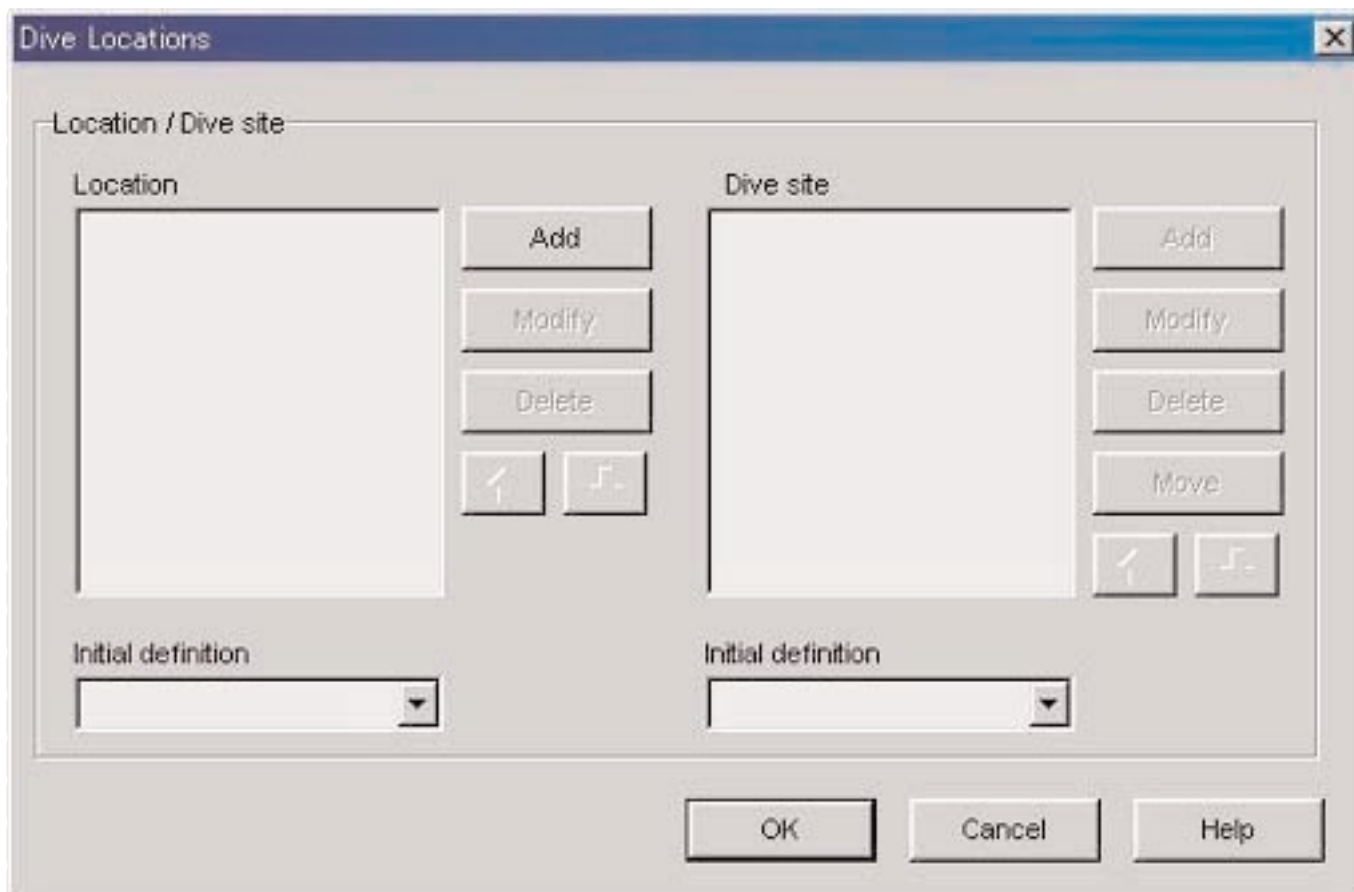 Dive Locations
Location / Dive site
Location
Add
Modify
Delete
Initial definition
Dive site
Add
Modify
Delete
Move
Initial definition
OK
Cancel
Help